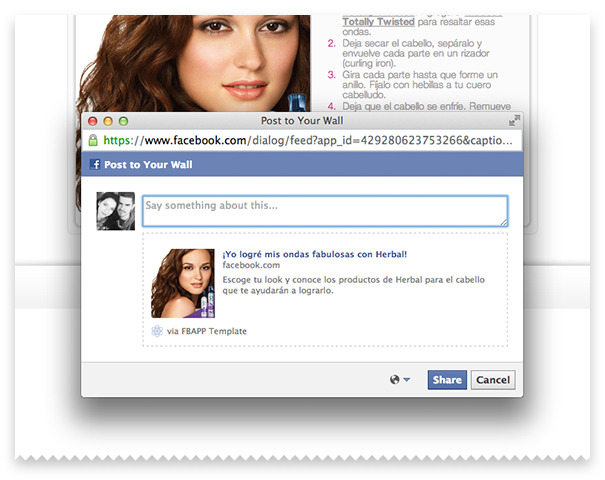 Totally Twisted para resaltar esas
ondas.
2. Deja secar el cabello, sepáralo y
envuelve cada parte en un rizador
(curling iron).
3. Gira cada parte hasta que forme un
anillo. Fíjalo con hebillas a tu cuero
cabelludo.
4. Deja que el cabello se enfríe. Remueve
Post to Your Wall
https://www.facebook.com/dialog/feed?app_id=429280623753266&captio...
f Post to Your Wall
Say something about this...
¡Yo logré mis ondas fabulosas con Herbal!
facebook.com
Escoge tu look y conoce los productos de Herbal para el cabello
que te ayudarán a lograrlo.
via FBAPP Template
Share
Cancel